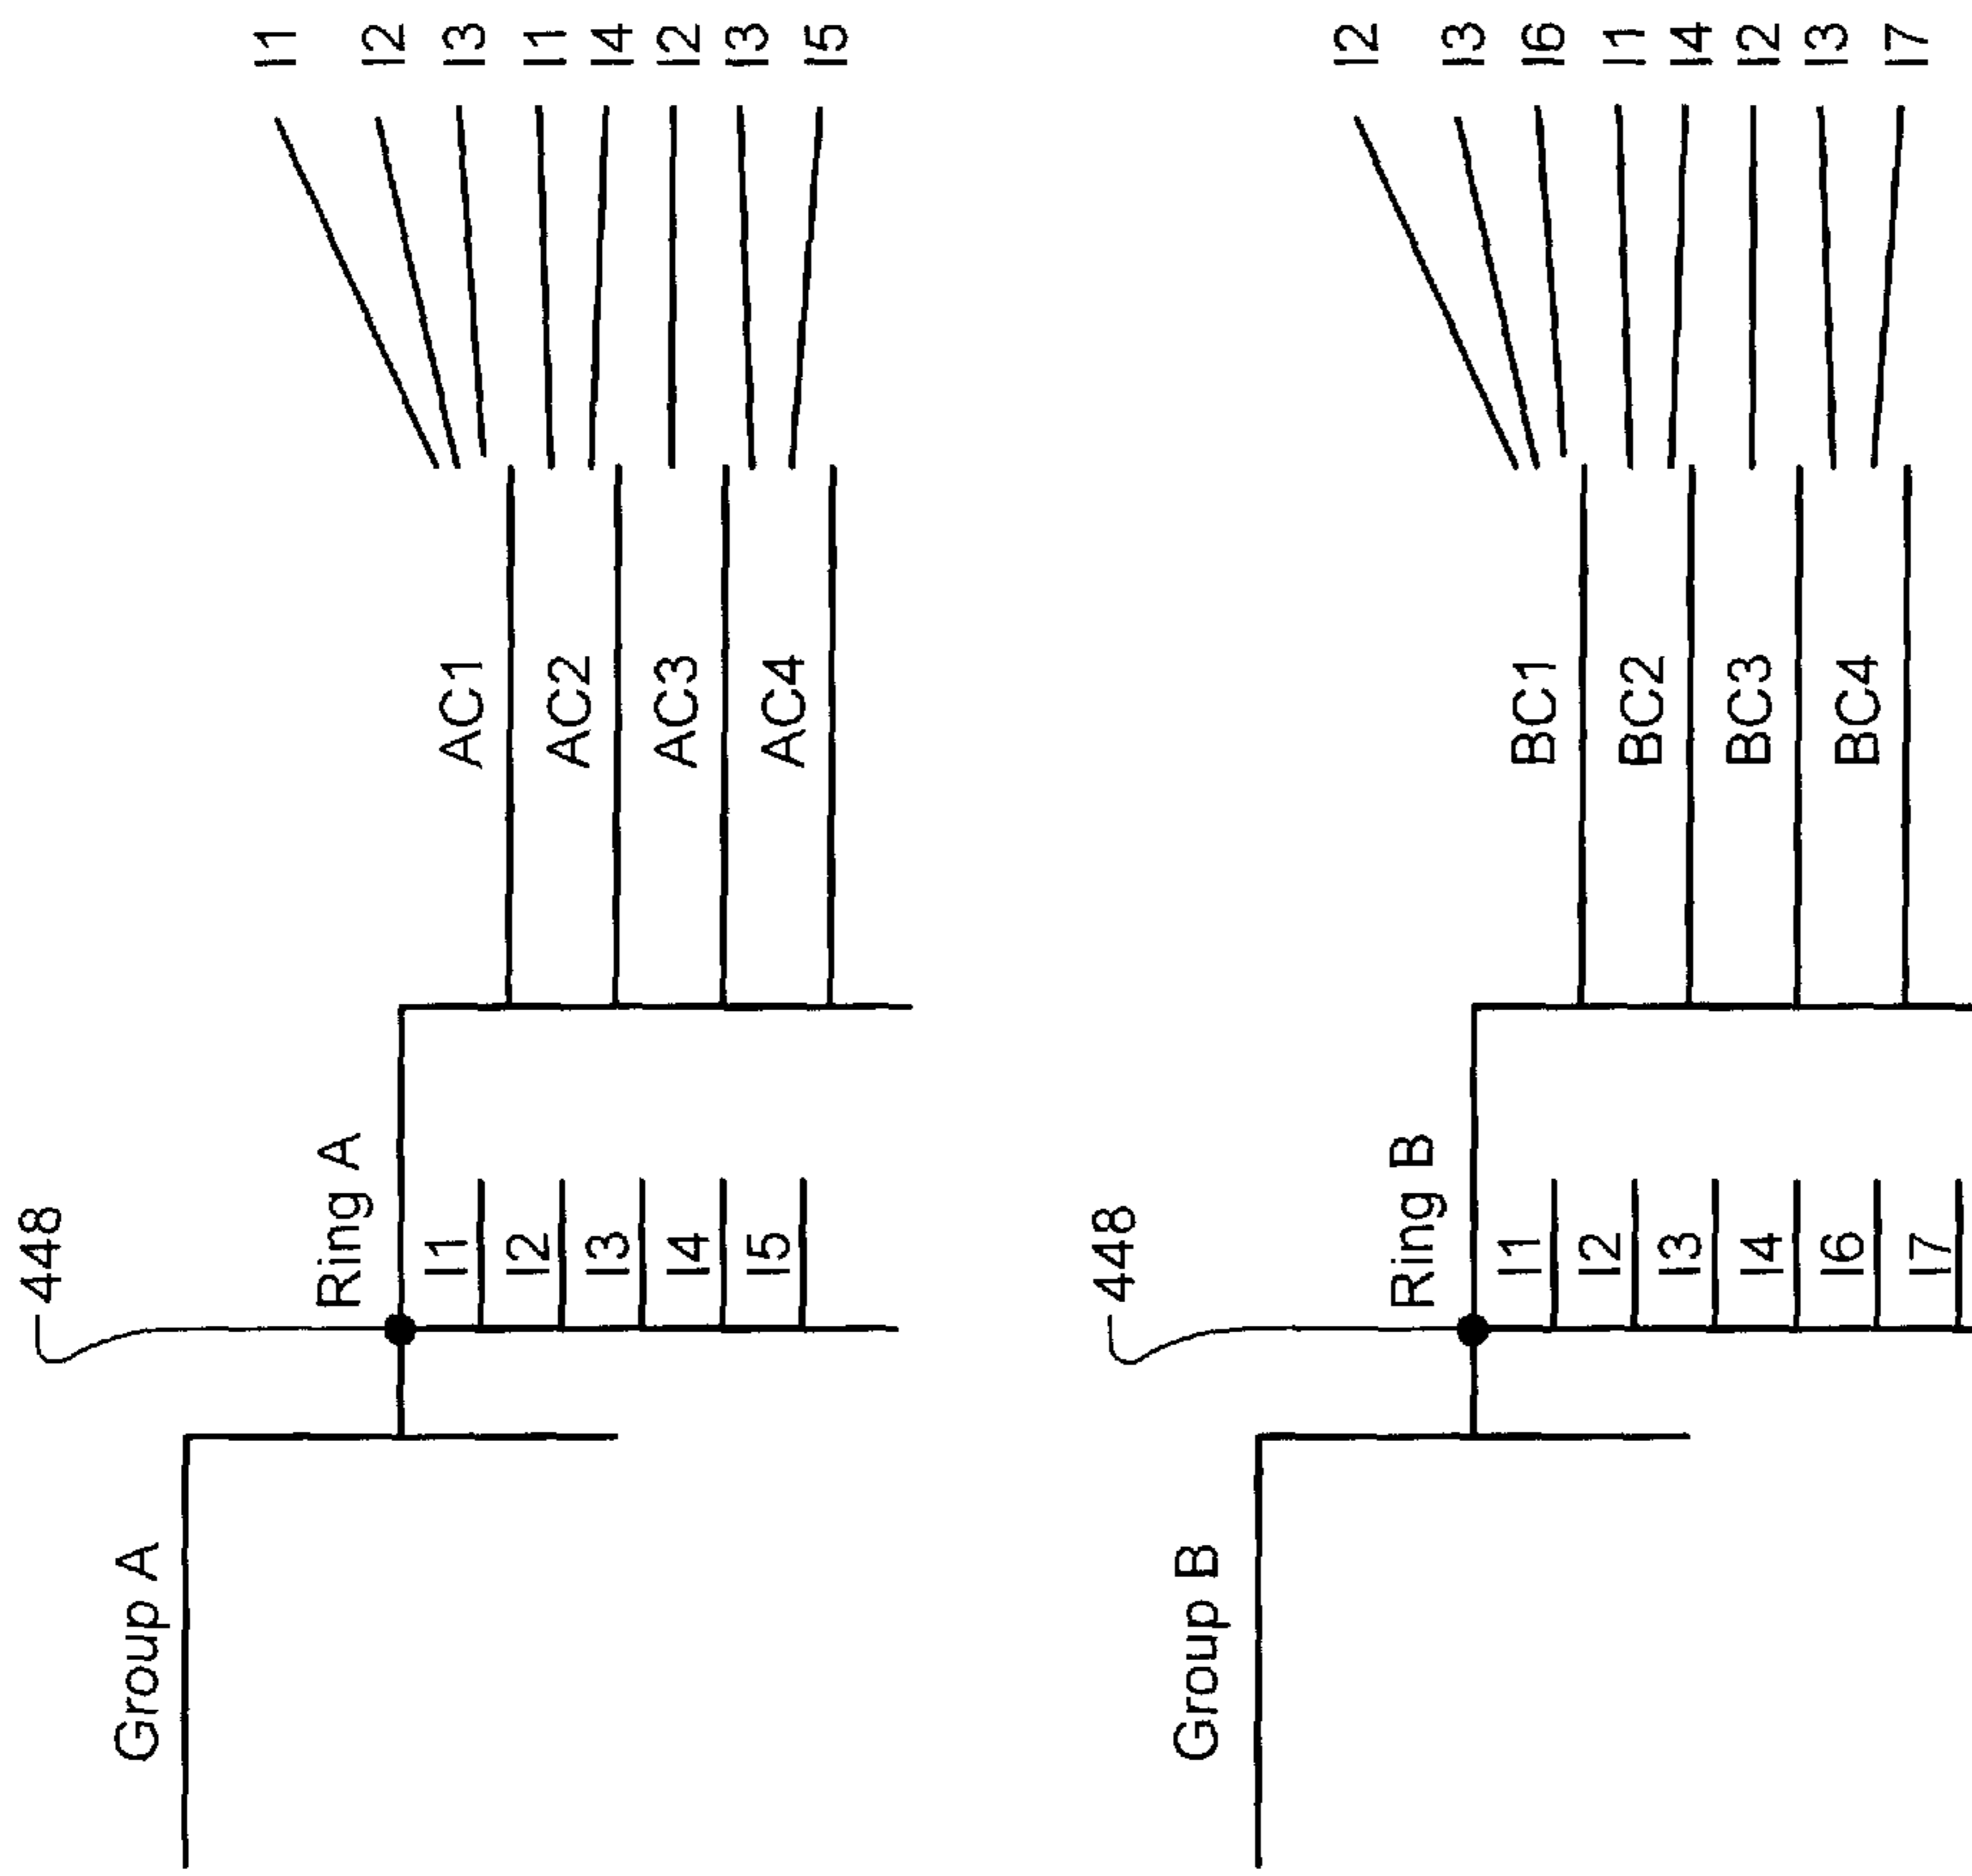 448
Group A
Ring A
I1
I2
I3
I4
I5
AC1
AC2
AC3
AC4
I1
I2
I3
I1
I4
I2
I3
I5
448
Group B
Ring B
I1
I2
I3
I4
I6
I7
BC1
BC2
BC3
BC4
I2
I3
I6
I1
I4
I2
I3
I7